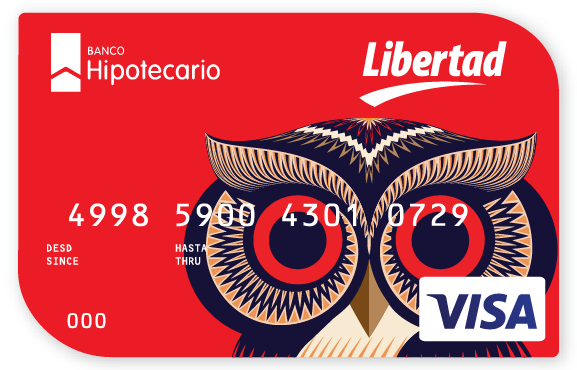 BANCO
Hipotecario
Libertad
4998 5900 4301 0729
DESD HASTA
SINCE THRU
000
VISA